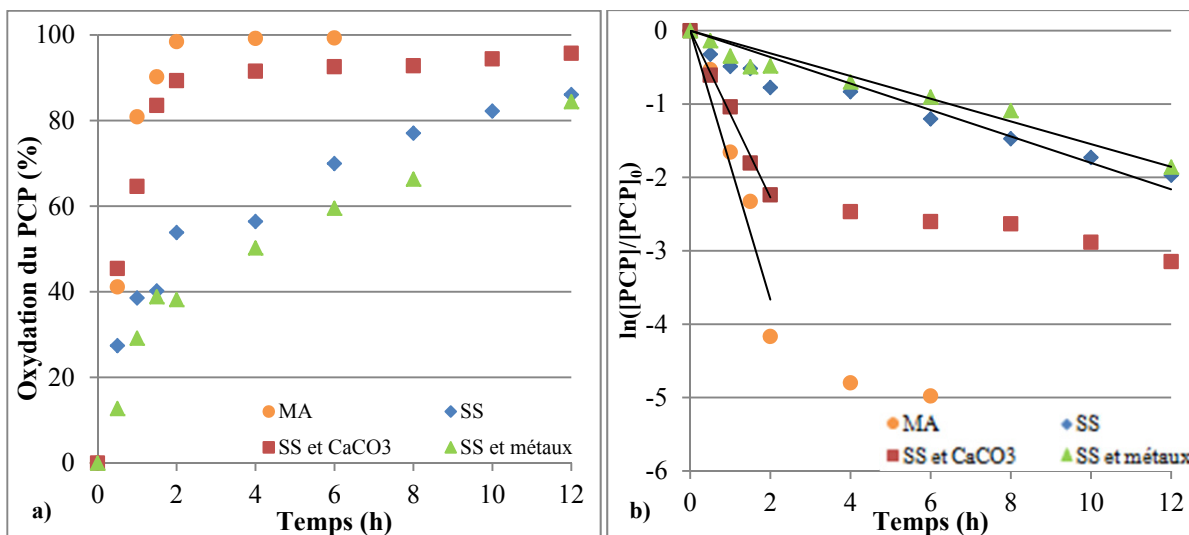 Oxydation du PCP (%)
100
80
60
40
20
0
0 2 4 6 8 10 12
MA
SS
SS et CaCO3
SS et métaux
a)
Temps (h)
ln([PCP]/[PCP]0)
0
-1
-2
-3
-4
-5
-6
0 2 4 6 8 10 12
MA
SS
SS et CaCO3
SS et métaux
b)
Temps (h)